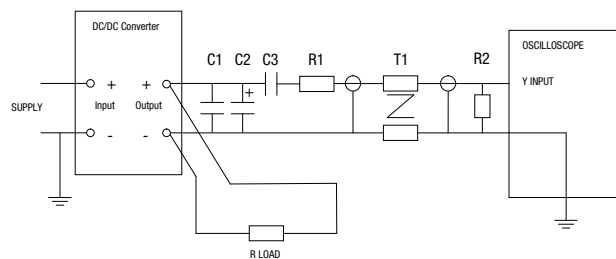 DC/DC Converter
OSCILLOSCOPE
C1 C2 C3 R1 T1 R2
Y INPUT
+ + +
SUPPLY
Input Output
- -
R LOAD